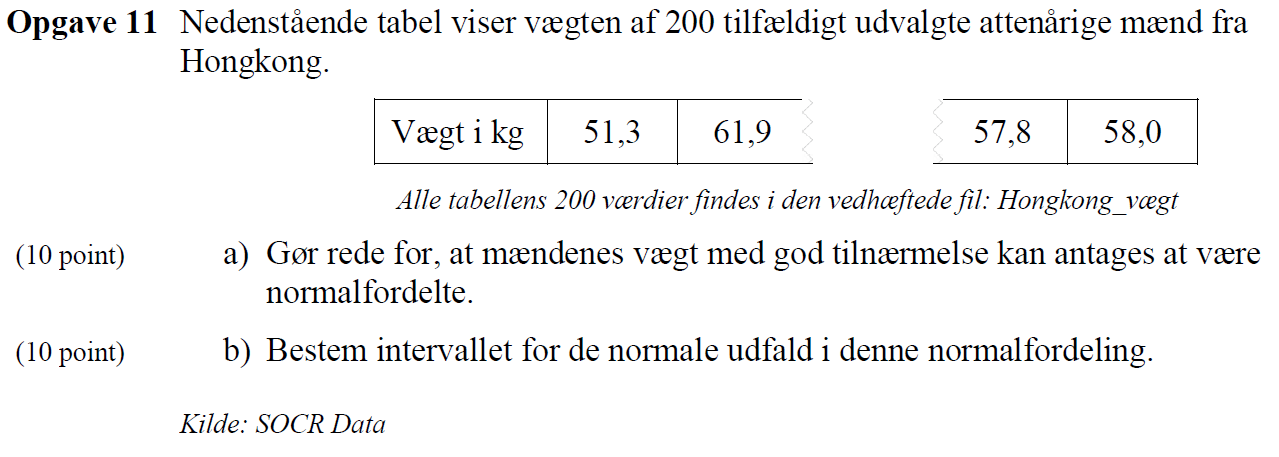 Opgave 11 Nedenstående tabel viser vægten af 200 tilfældigt udvalgte attenårige mænd fra
Hongkong.
Vægt i kg 51,3 61,9 57,8 58,0
Alle tabellens 200 værdier findes i den vedhæftede fil: Hongkong_vægt
(10 point) a) Gør rede for, at mændenes vægt med god tilnærmelse kan antages at være
normalfordelte.
(10 point) b) Bestem intervallet for de normale udfald i denne normalfordeling.
Kilde: SOCR Data